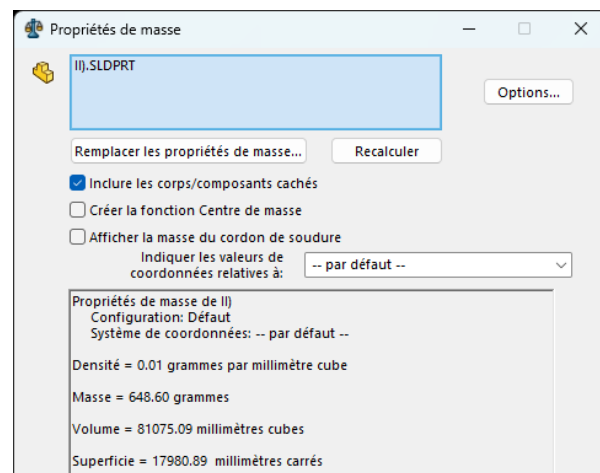 Propriétés de masse
II).SLDPRT
Options...
Remplacer les propriétés de masse...
Recalculer
Inclure les corps/composants cachés
Créer la fonction Centre de masse
Afficher la masse du cordon de soudure
Indiquer les valeurs de
coordonnées relatives à:
-- par défaut --
Propriétés de masse de II)
Configuration: Défaut
Système de coordonnées: -- par défaut --
Densité = 0.01 grammes par millimètre cube
Masse = 648.60 grammes
Volume = 81075.09 millimètres cubes
Superficie = 17980.89 millimètres carrés